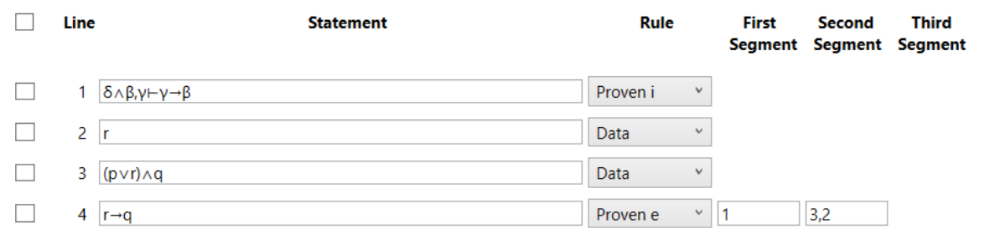 Line Statement Rule First Segment Second Segment Third Segment
1 δ∧β,γ⊢γ→β Proven i
2 r Data
3 (p∨r)∧q Data
4 r→q Proven e 1 3,2